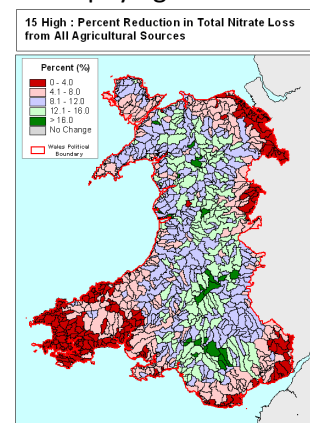 15 High : Percent Reduction in Total Nitrate Loss
from All Agricultural Sources
Percent (%)
0 - 4.0
4.1 - 8.0
8.1 - 12.0
12.1 - 16.0
> 16.0
No Change
Wales Political
Boundary